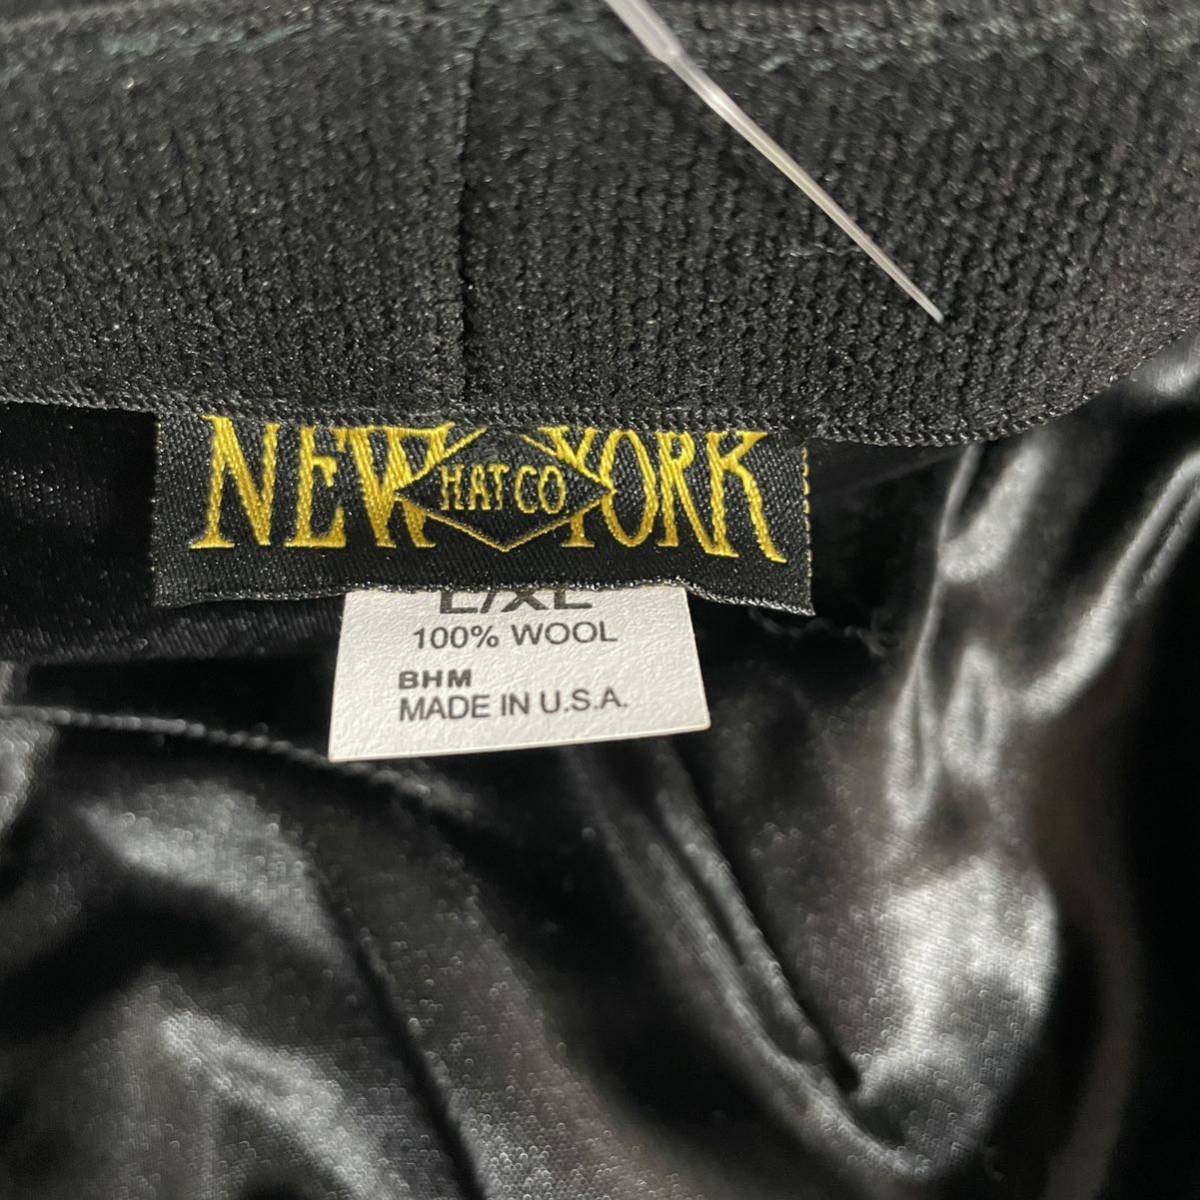 NEW YORK
HAT CO
L/XL
100% WOOL
BHM
MADE IN U.S.A.